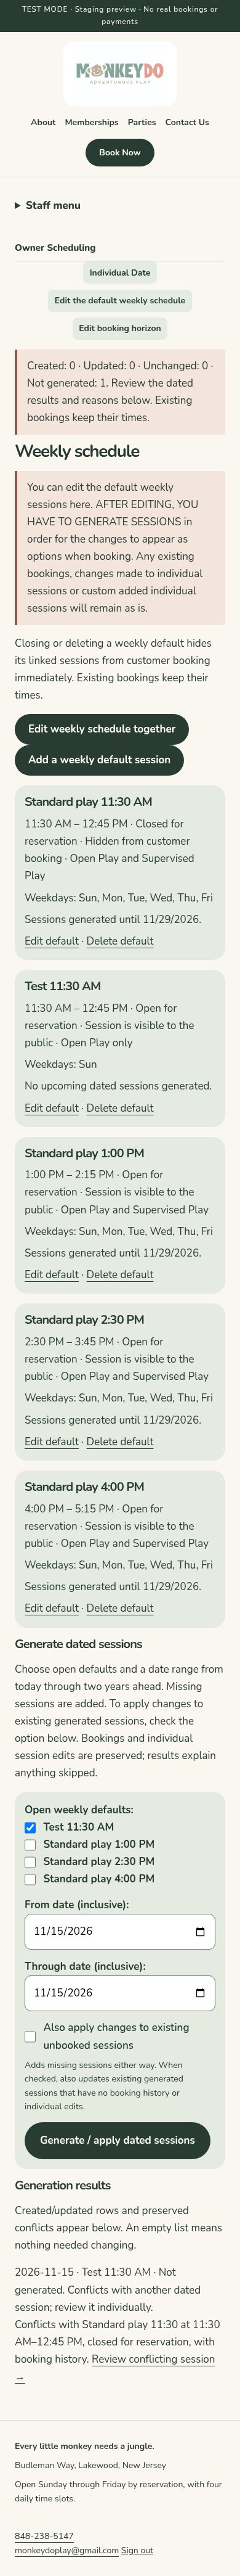 TEST MODE · Staging preview · No real bookings or
payments
MONKEYDO
ADVENTUROUS PLAY
About Memberships Parties Contact Us
Book Now
▶ Staff menu
Owner Scheduling
Individual Date
Edit the default weekly schedule
Edit booking horizon
Created: 0 · Updated: 0 · Unchanged: 0 ·
Not generated: 1. Review the dated
results and reasons below. Existing
bookings keep their times.
Weekly schedule
You can edit the default weekly
sessions here. AFTER EDITING, YOU
HAVE TO GENERATE SESSIONS in
order for the changes to appear as
options when booking. Any existing
bookings, changes made to individual
sessions or custom added individual
sessions will remain as is.
Closing or deleting a weekly default hides
its linked sessions from customer booking
immediately. Existing bookings keep their
times.
Edit weekly schedule together
Add a weekly default session
Standard play 11:30 AM
11:30 AM – 12:45 PM · Closed for
reservation · Hidden from customer
booking · Open Play and Supervised
Play
Weekdays: Sun, Mon, Tue, Wed, Thu, Fri
Sessions generated until 11/29/2026.
Edit default · Delete default
Test 11:30 AM
11:30 AM – 12:45 PM · Open for
reservation · Session is visible to the
public · Open Play only
Weekdays: Sun
No upcoming dated sessions generated.
Edit default · Delete default
Standard play 1:00 PM
1:00 PM – 2:15 PM · Open for
reservation · Session is visible to the
public · Open Play and Supervised Play
Weekdays: Sun, Mon, Tue, Wed, Thu, Fri
Sessions generated until 11/29/2026.
Edit default · Delete default
Standard play 2:30 PM
2:30 PM – 3:45 PM · Open for
reservation · Session is visible to the
public · Open Play and Supervised Play
Weekdays: Sun, Mon, Tue, Wed, Thu, Fri
Sessions generated until 11/29/2026.
Edit default · Delete default
Standard play 4:00 PM
4:00 PM – 5:15 PM · Open for
reservation · Session is visible to the
public · Open Play and Supervised Play
Weekdays: Sun, Mon, Tue, Wed, Thu, Fri
Sessions generated until 11/29/2026.
Edit default · Delete default
Generate dated sessions
Choose open defaults and a date range from
today through two years ahead. Missing
sessions are added. To apply changes to
existing generated sessions, check the
option below. Bookings and individual
session edits are preserved; results explain
anything skipped.
Open weekly defaults:
Test 11:30 AM
Standard play 1:00 PM
Standard play 2:30 PM
Standard play 4:00 PM
From date (inclusive):
11/15/2026
Through date (inclusive):
11/15/2026
Also apply changes to existing
unbooked sessions
Adds missing sessions either way. When
checked, also updates existing generated
sessions that have no booking history or
individual edits.
Generate / apply dated sessions
Generation results
Created/updated rows and preserved
conflicts appear below. An empty list means
nothing needed changing.
2026-11-15 · Test 11:30 AM · Not
generated. Conflicts with another dated
session; review it individually.
Conflicts with Standard play 11:30 at 11:30
AM–12:45 PM, closed for reservation, with
booking history. Review conflicting session
→
Every little monkey needs a jungle.
Budleman Way, Lakewood, New Jersey
Open Sunday through Friday by reservation, with four
daily time slots.
848-238-5147
monkeydoplay@gmail.com Sign out